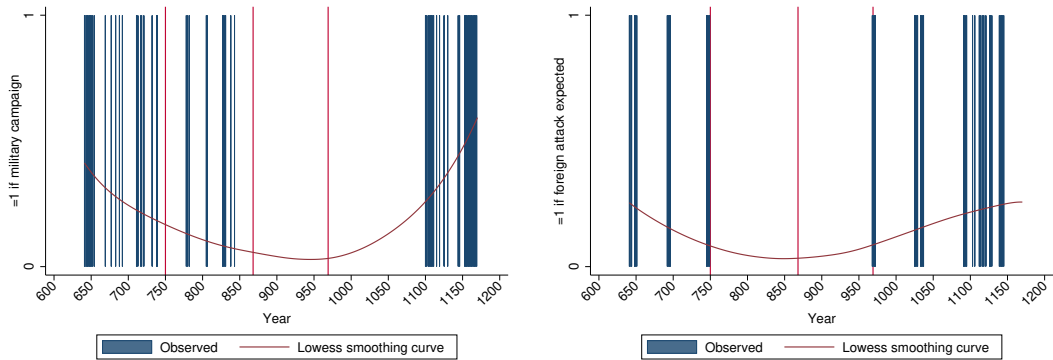 =1 if military campaign
1
0
600 650 700 750 800 850 900 950 1000 1050 1100 1150 1200
Year
Observed Lowess smoothing curve
=1 if foreign attack expected
1
0
600 650 700 750 800 850 900 950 1000 1050 1100 1150 1200
Year
Observed Lowess smoothing curve